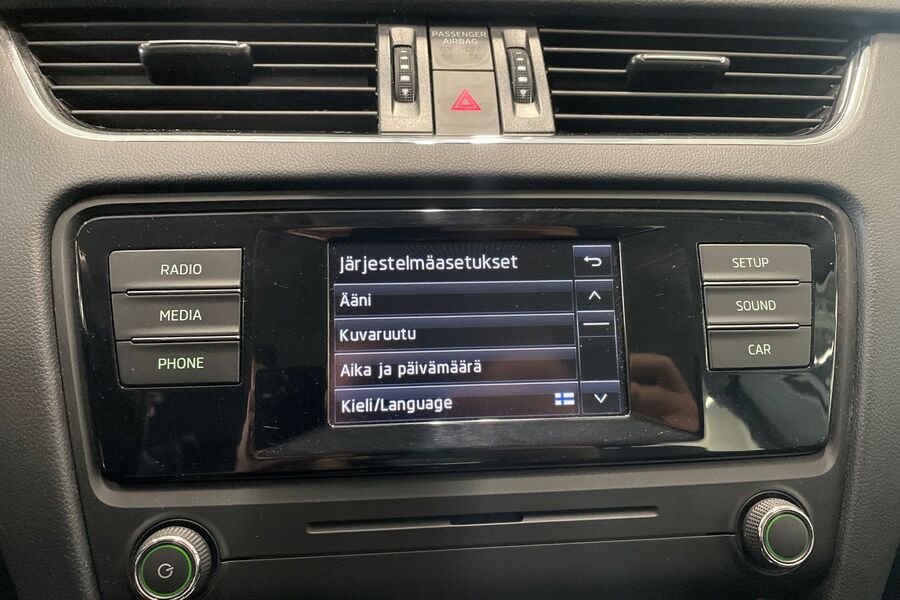 PASSENGER
AIRBAG
RADIO
MEDIA
PHONE
Järjestelmäasetukset
Ääni
Kuvaruutu
Aika ja päivämäärä
Kieli/Language
SETUP
SOUND
CAR